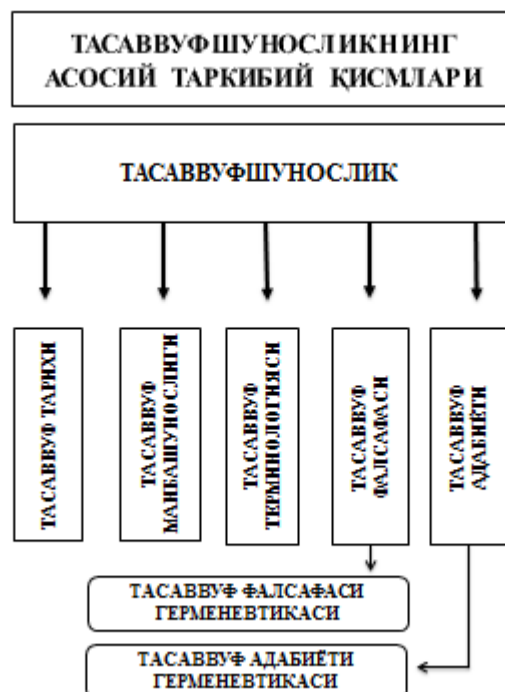 ТАСАВВУФШУНОСЛИКНИНГ
АСОСИЙ ТАРКИБИЙ ҚИСМЛАРИ
ТАСАВВУФШУНОСЛИК
ТАСАВВУФ ТАРИХИ
ТАСАВВУФ
МАНБАШУНОСЛИГИ
ТАСАВВУФ
ТЕРМИНОЛОГИЯСИ
ТАСАВВУФ
ФАЛСАФАСИ
ТАСАВВУФ
АДАБИЁТИ
ТАСАВВУФ ФАЛСАФАСИ
ГЕРМЕНЕВТИКАСИ
ТАСАВВУФ АДАБИЁТИ
ГЕРМЕНЕВТИКАСИ